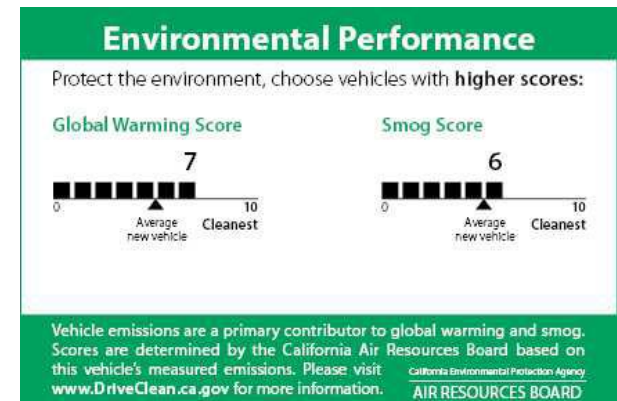 Environmental Performance
Protect the environment, choose vehicles with higher scores:
Global Warming Score
Smog Score
7
6
0
10
0
10
Average
new vehicle
Cleanest
Average
new vehicle
Cleanest
Vehicle emissions are a primary contributor to global warming and smog.
Scores are determined by the California Air Resources Board based on
this vehicle's measured emissions. Please visit
www.DriveClean.ca.gov for more information.
California Environmental Protection Agency
AIR RESOURCES BOARD